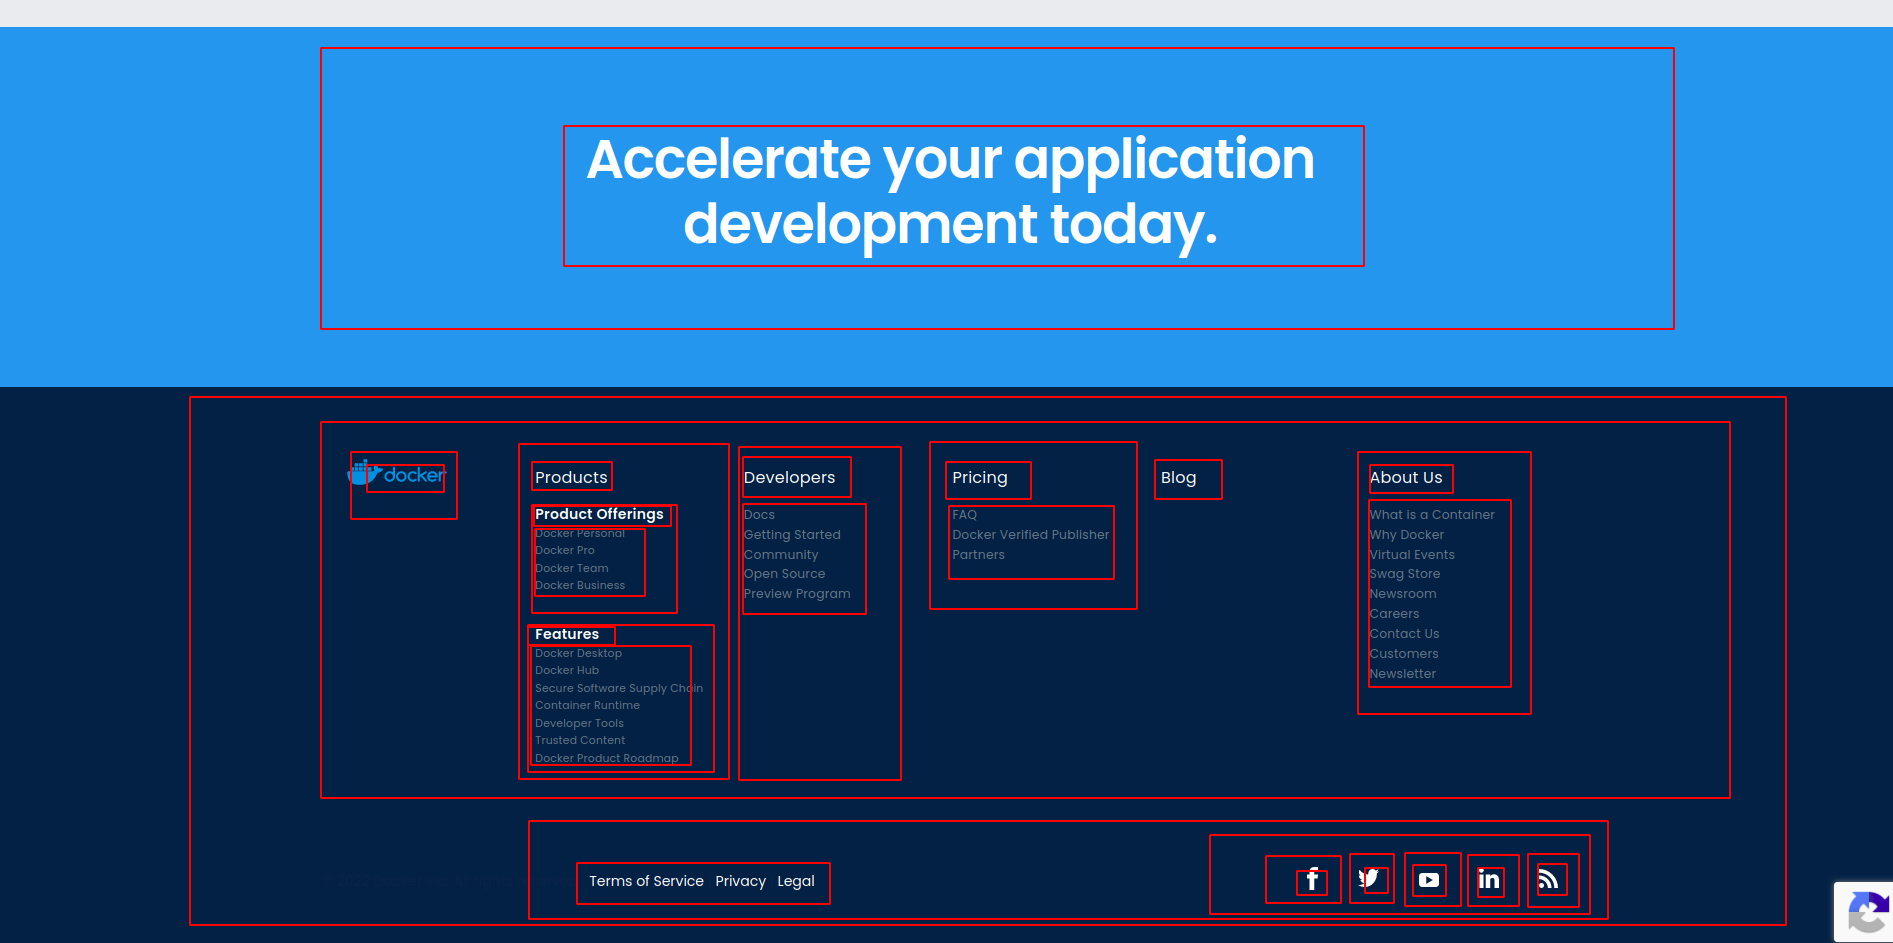 Accelerate your application
development today.
docker
Products
Product Offerings
Docker Personal
Docker Pro
Docker Team
Docker Business
Features
Docker Desktop
Docker Hub
Secure Software Supply Chain
Container Runtime
Developer Tools
Trusted Content
Docker Product Roadmap
Developers
Docs
Getting Started
Community
Open Source
Preview Program
Pricing
FAQ
Docker Verified Publisher
Partners
Blog
About Us
What is a Container
Why Docker
Virtual Events
Swag Store
Newsroom
Careers
Contact Us
Customers
Newsletter
Terms of Service Privacy Legal